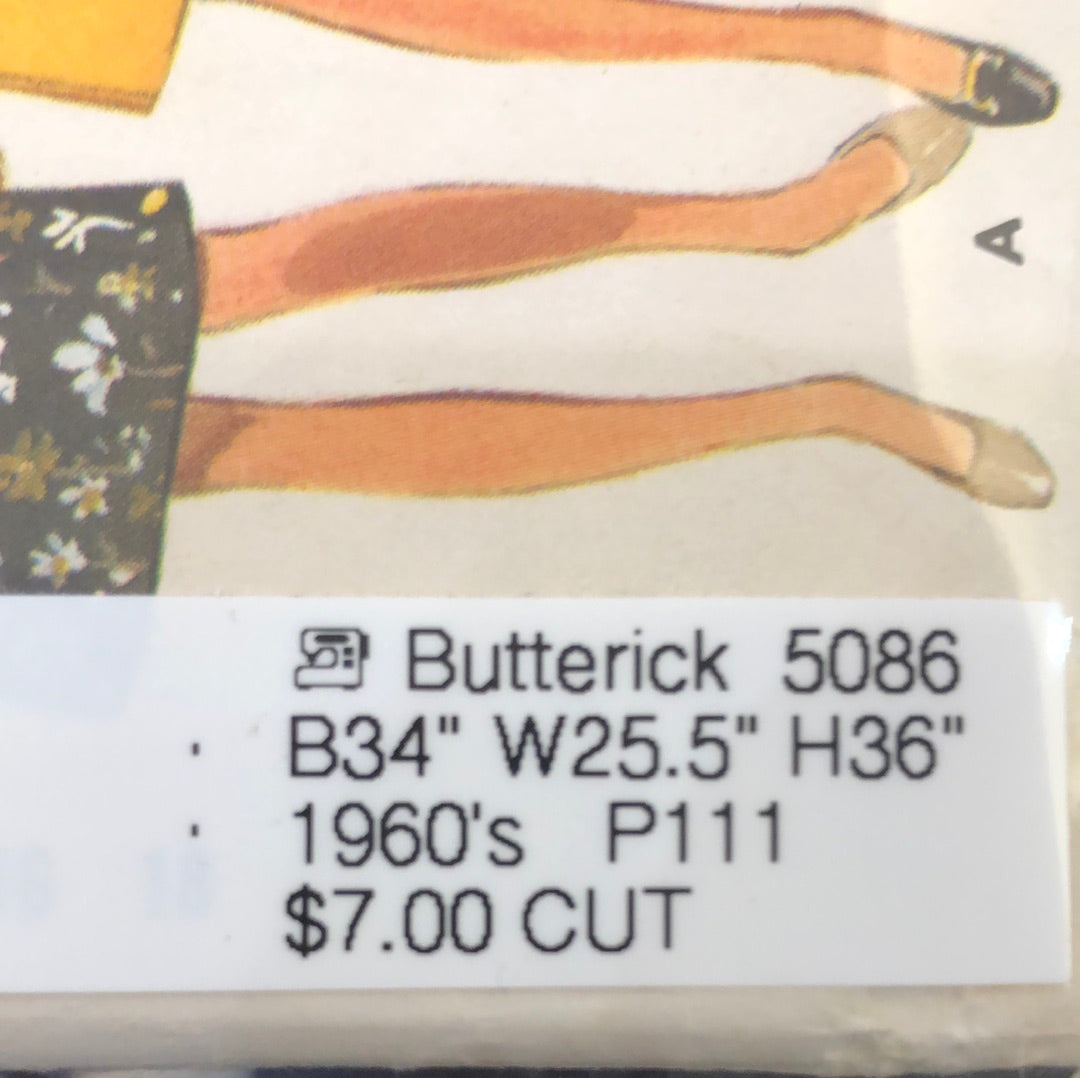 A
Butterick 5086
: B34" W25.5" H36"
: 1960's P111
$7.00 CUT